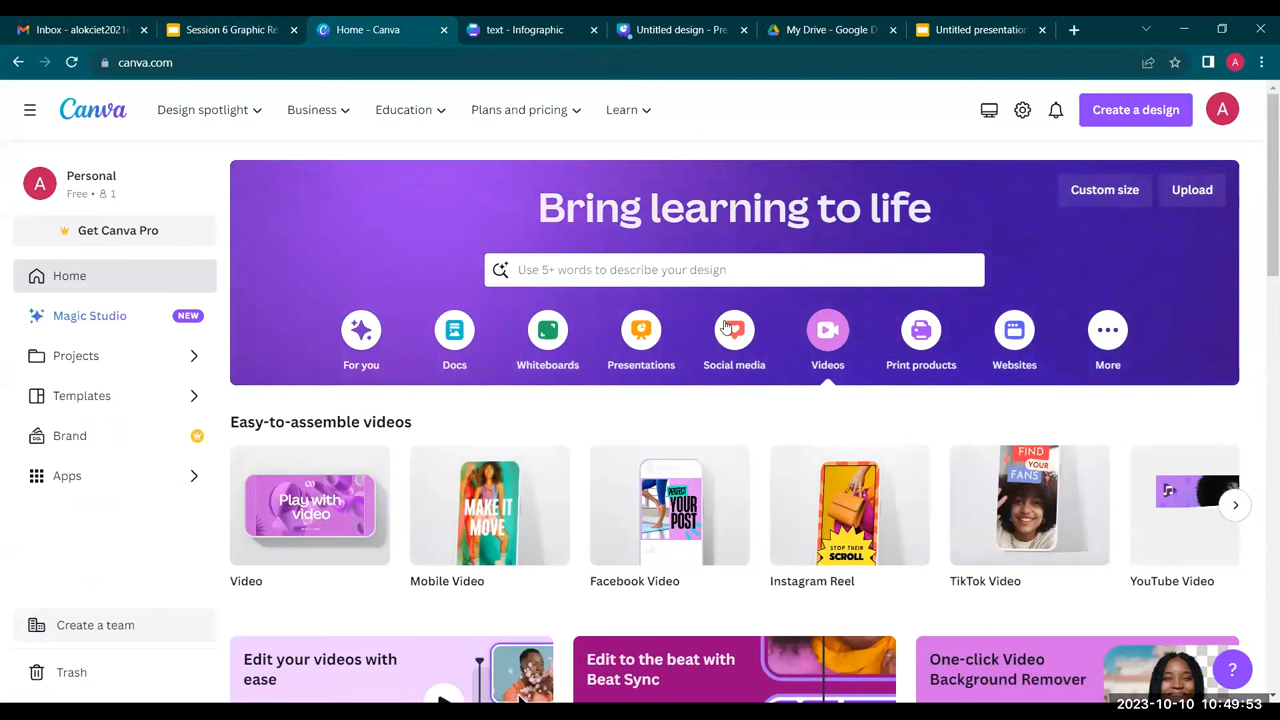 Inbox - alokciet2021
Session 6 Graphic Re
Home - Canva
text - Infographic
Untitled design - Pre
My Drive - Google D
Untitled presentation
canva.com
A
Canva
Design spotlight
Business
Education
Plans and pricing
Learn
Create a design
A
A
Personal
Free • 1
Get Canva Pro
Home
Magic Studio NEW
Projects
Templates
Brand
Apps
Create a team
Trash
Bring learning to life
Custom size
Upload
Use 5+ words to describe your design
For you
Docs
Whiteboards
Presentations
Social media
Videos
Print products
Websites
More
Easy-to-assemble videos
Play with
video
MAKE IT
MOVE
PERFECT
YOUR
POST
STOP THEIR
SCROLL
FIND
YOUR
FANS
Video
Mobile Video
Facebook Video
Instagram Reel
TikTok Video
YouTube Video
Edit your videos with
ease
Edit to the beat with
Beat Sync
One-click Video
Background Remover
?
2023-10-10 10:49:53